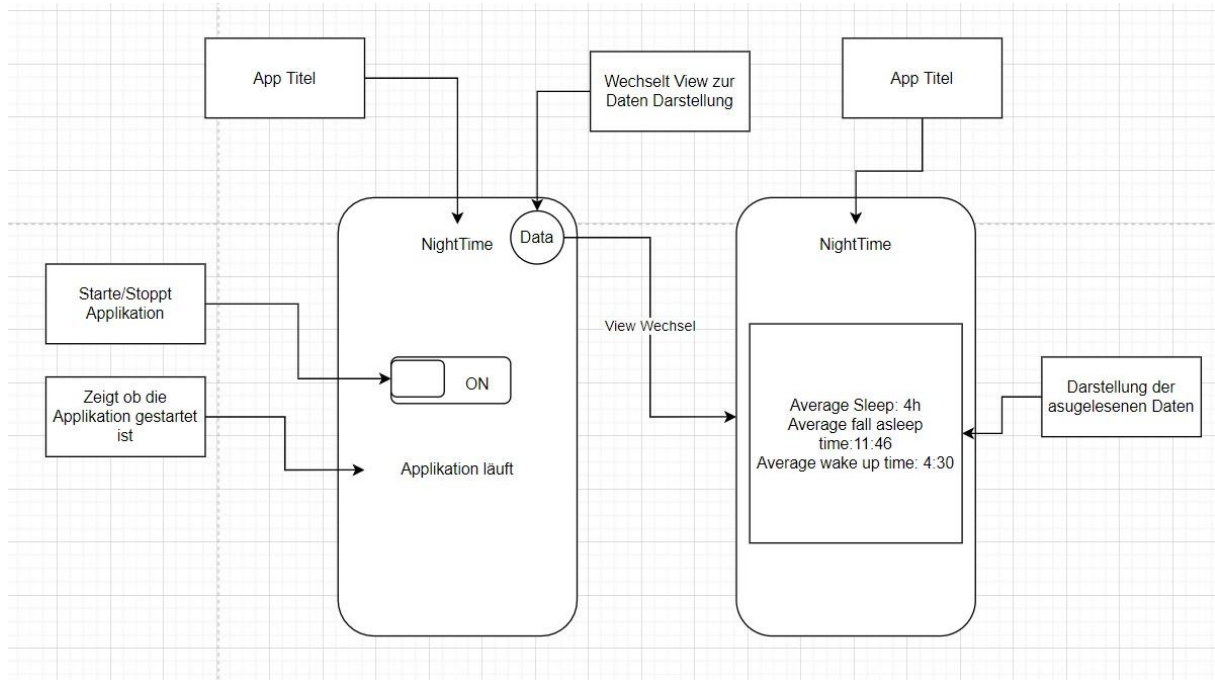 App Titel
Wechselt View zur
Daten Darstellung
App Titel
NightTime
Data
NightTime
Starte/Stoppt
Applikation
View Wechsel
ON
Zeigt ob die
Applikation gestartet
ist
Applikation läuft
Average Sleep: 4h
Average fall asleep
time:11:46
Average wake up time: 4:30
Darstellung der
asugelesenen Daten